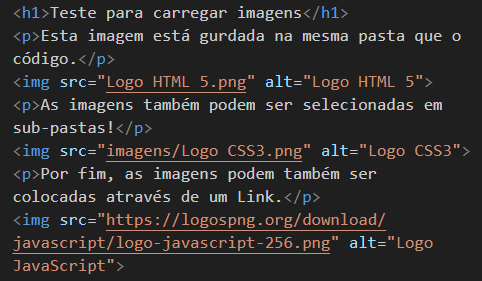 <h1>Teste para carregar imagens</h1>
<p>Esta imagem está gurdada na mesma pasta que o
código.</p>
<img src="Logo HTML 5.png" alt="Logo HTML 5">
<p>As imagens também podem ser selecionadas em
sub-pastas!</p>
<img src="imagens/Logo CSS3.png" alt="Logo CSS3">
<p>Por fim, as imagens podem também ser
colocadas através de um Link.</p>
<img src="https://logospng.org/download/
javascript/logo-javascript-256.png" alt="Logo
JavaScript">